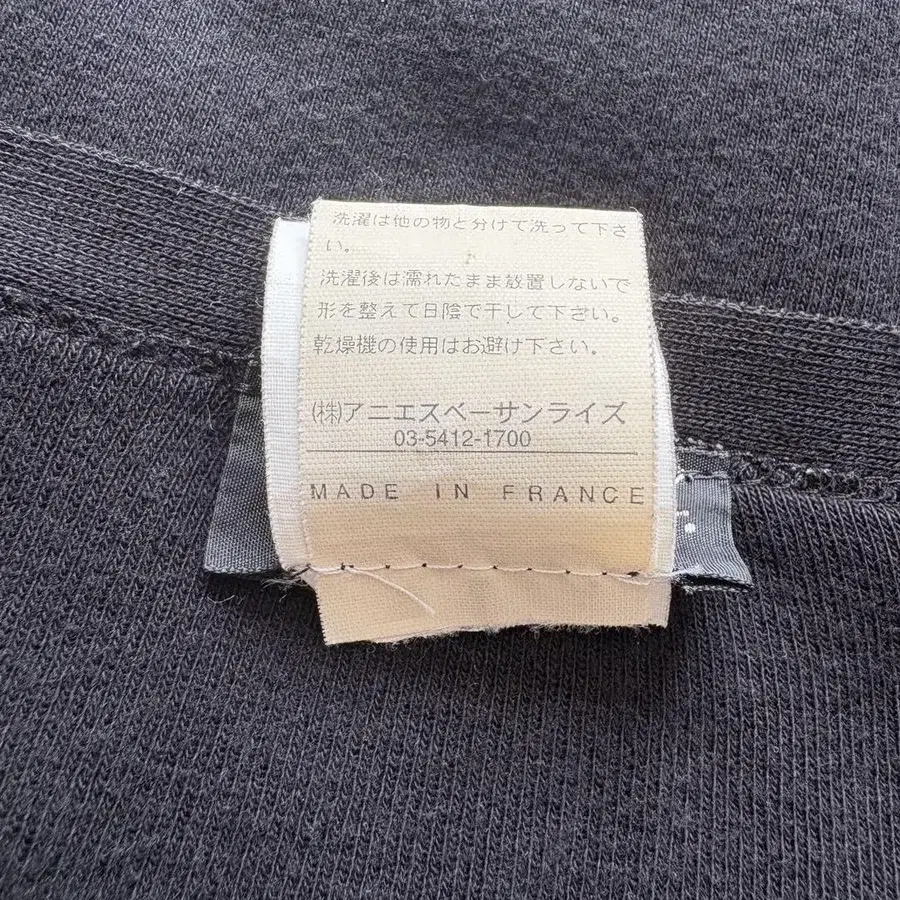 洗濯は他の物と分けて洗って下さ
い。
洗濯後は濡れたまま放置しないで
形を整えて日陰で干して下さい。
乾燥機の使用はお避け下さい。
(株)アニエスベーサンライズ
03-5412-1700
MADE IN FRANCE